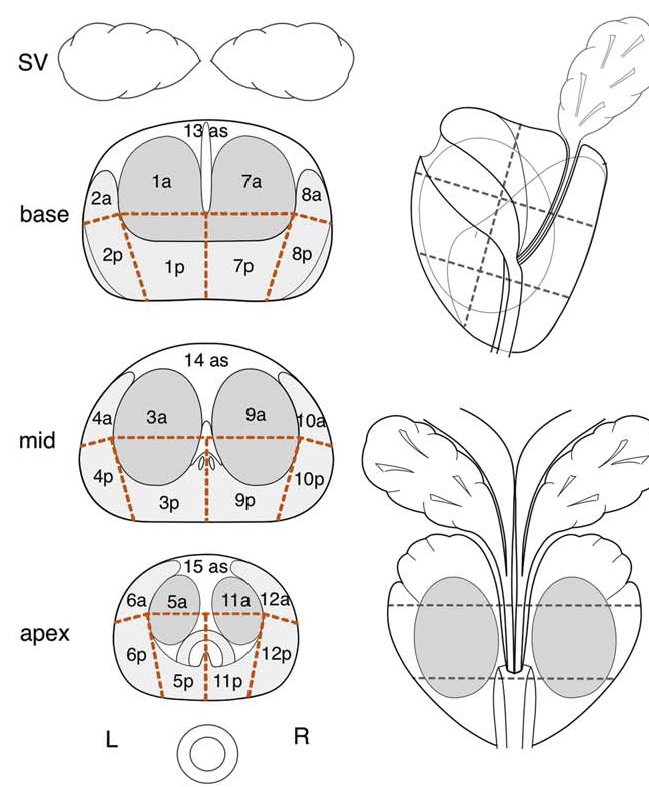 SV
13 as
1a 7a
2a 8a
base
2p 1p 7p 8p
14 as
4a 3a 9a 10a
mid
4p 3p 9p 10p
15 as
6a 5a 11a 12a
apex
6p 12p
5p 11p
L R